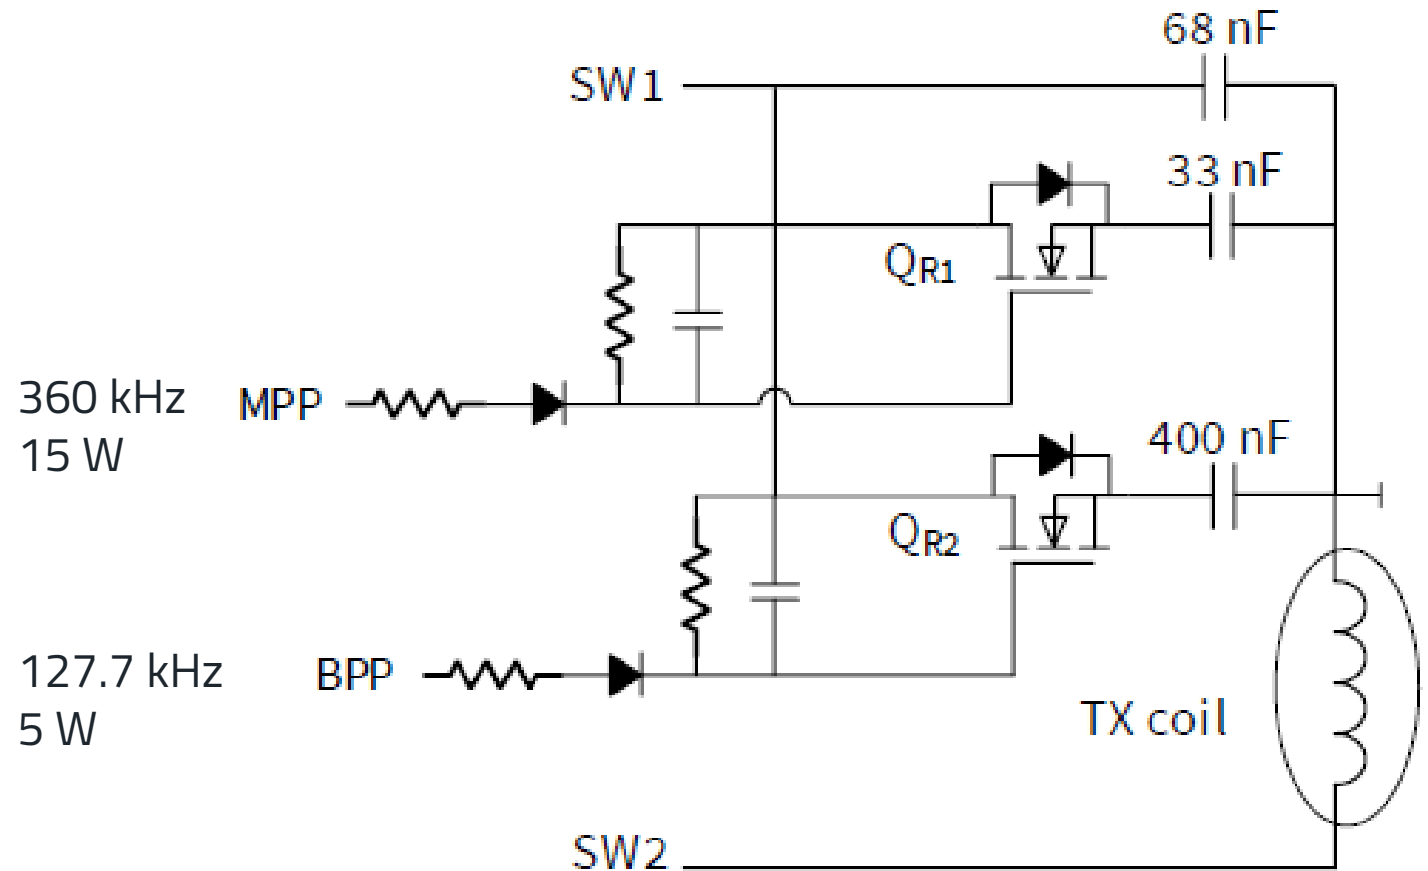 68 nF
SW1
33 nF
QR1
360 kHz
MPP
15 W
400 nF
QR2
127.7 kHz
BPP
5 W
TX coil
SW2